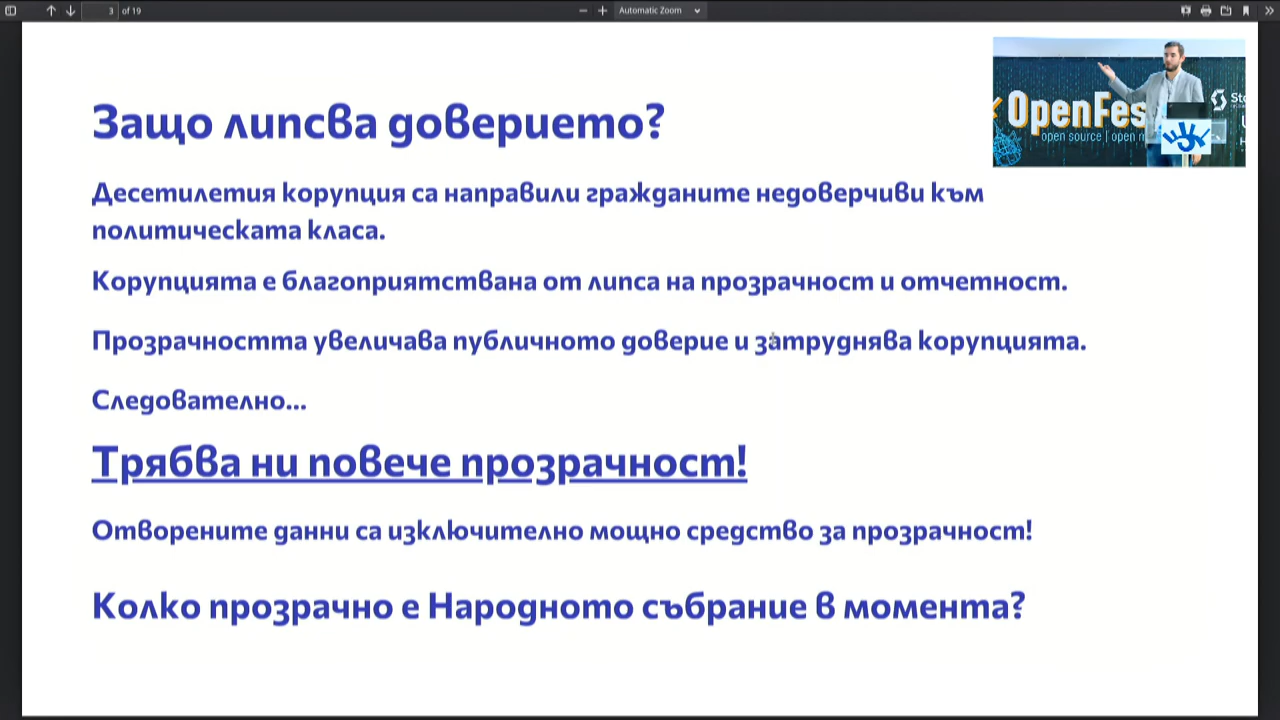 3 of 19
Automatic Zoom
Защо липсва доверието?
OpenFes
open source | open m
Sto
Десетилетия корупция са направили гражданите недоверчиви към
политическата класа.
Корупцията е благоприятствана от липса на прозрачност и отчетност.
Прозрачността увеличава публичното доверие и затруднява корупцията.
Следователно...
Трябва ни повече прозрачност!
Отворените данни са изключително мощно средство за прозрачност!
Колко прозрачно е Народното събрание в момента?